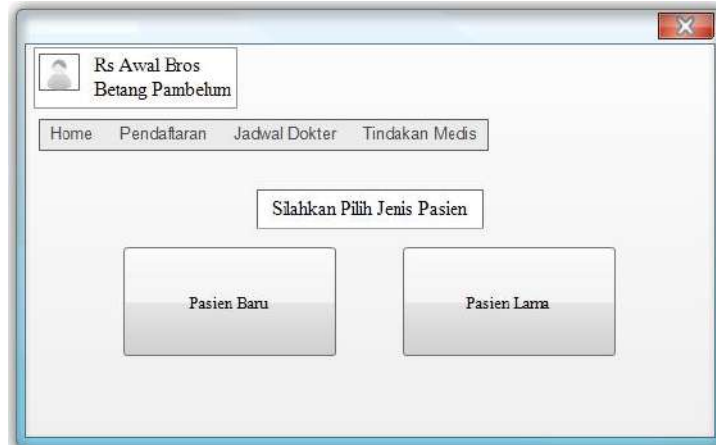 Rs Awal Bros
Betang Pambelum
Home Pendaftaran Jadwal Dokter Tindakan Medis
Silahkan Pilih Jenis Pasien
Pasien Baru Pasien Lama